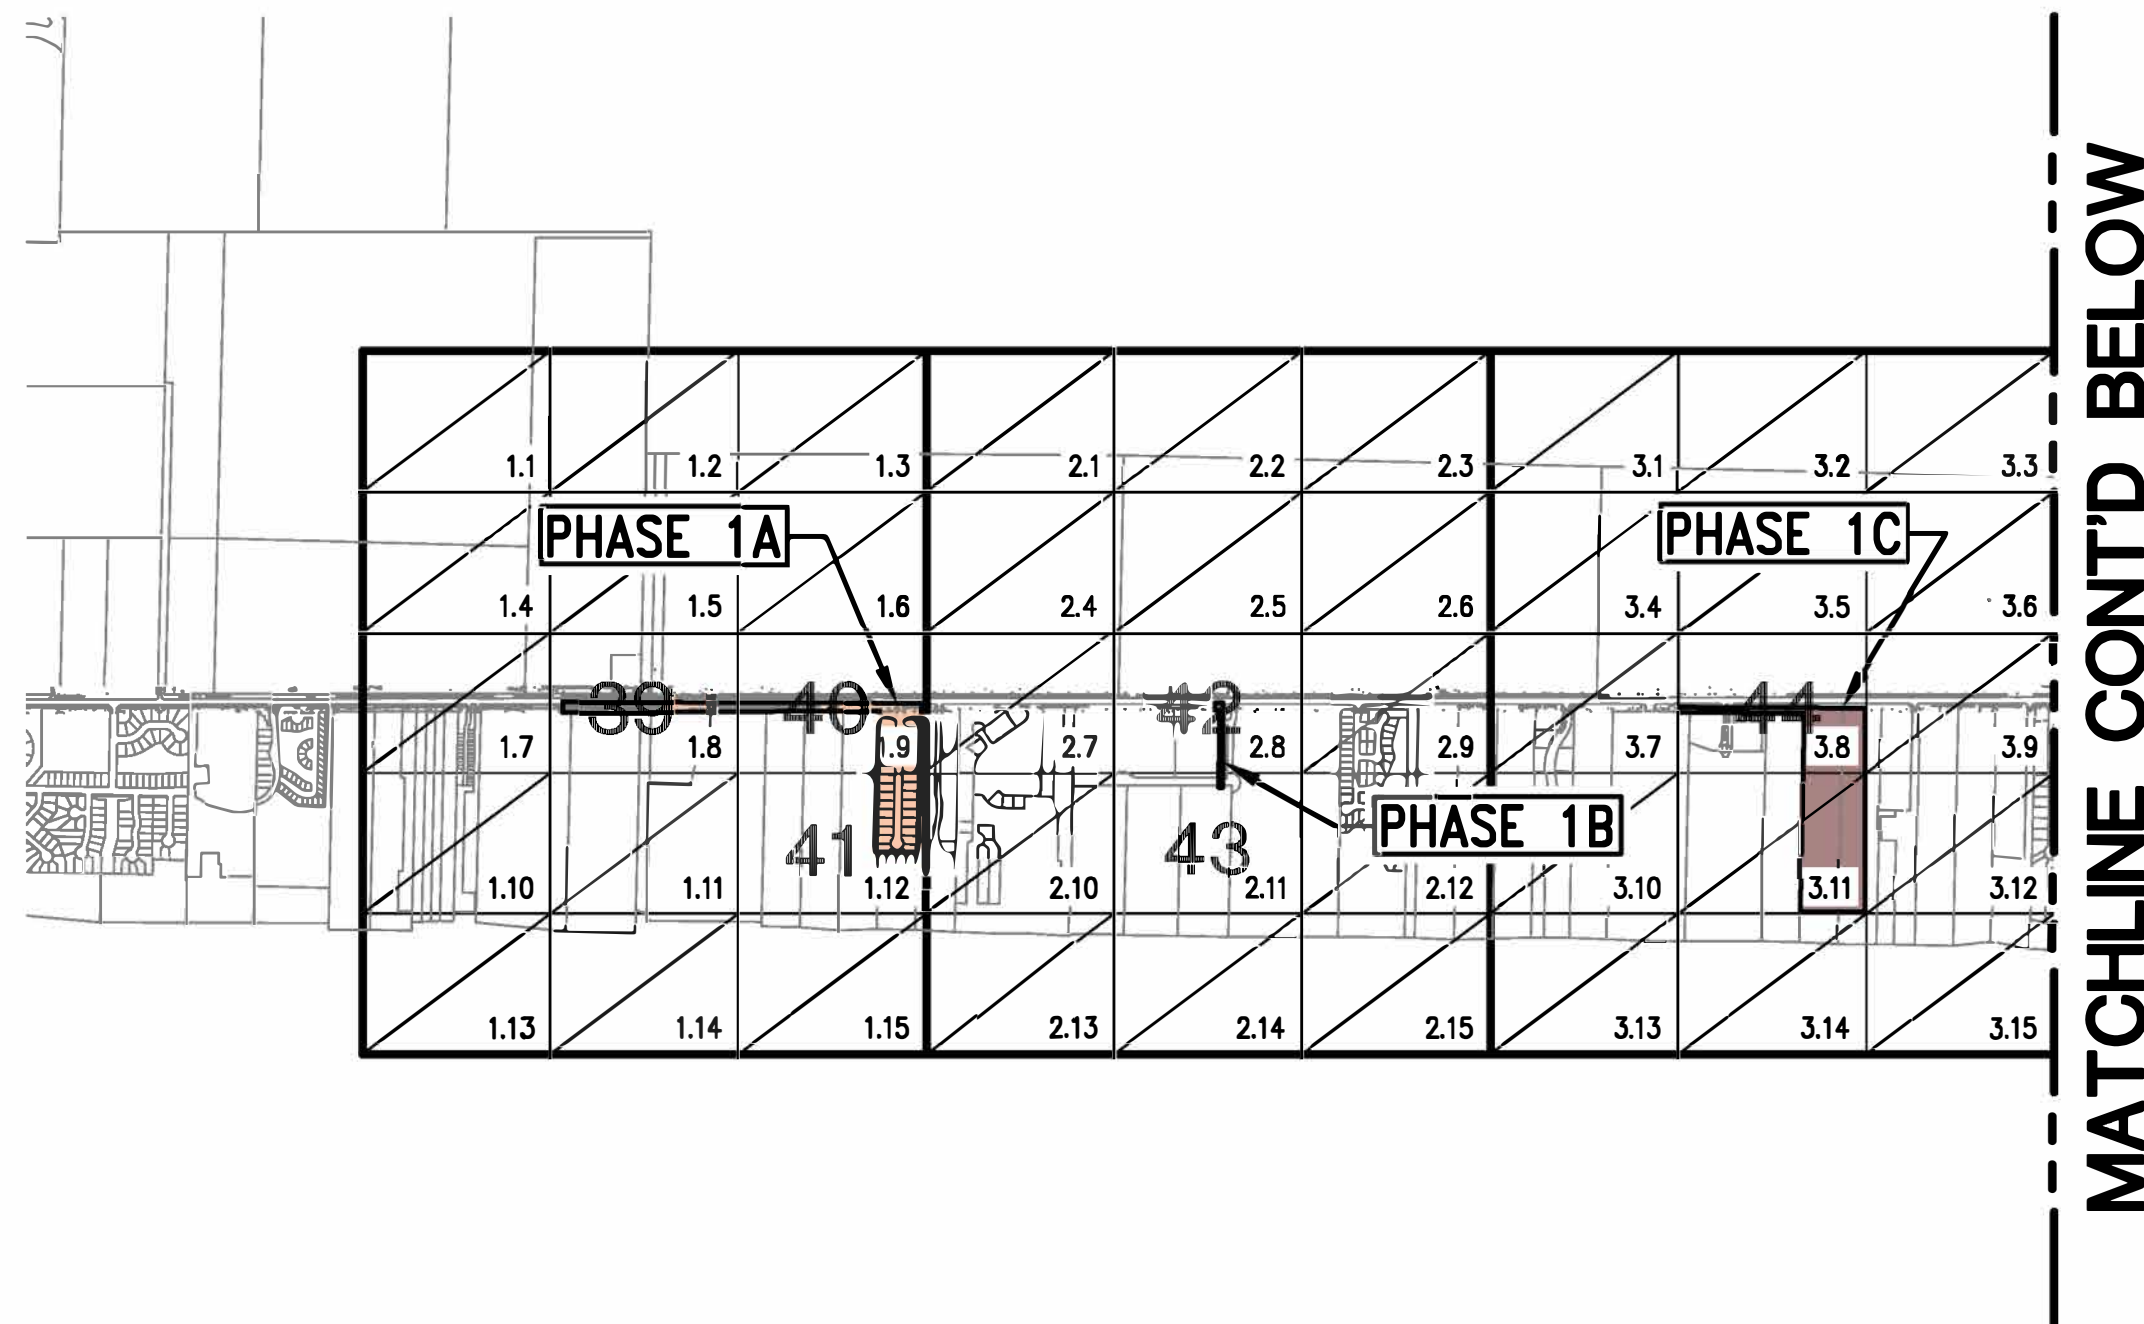 1.1 1.2 1.3 2.1 2.2 2.3 3.1 3.2 3.3
PHASE 1A
PHASE 1C
1.4 1.5 1.6 2.4 2.5 2.6 3.4 3.5 3.6
39 40 42 44
1.7 1.8 1.9 2.7 2.8 2.9 3.7 3.8 3.9
PHASE 1B
41 43
1.10 1.11 1.12 2.10 2.11 2.12 3.10 3.11 3.12
1.13 1.14 1.15 2.13 2.14 2.15 3.13 3.14 3.15
MATCHLINE CONT'D BELOW